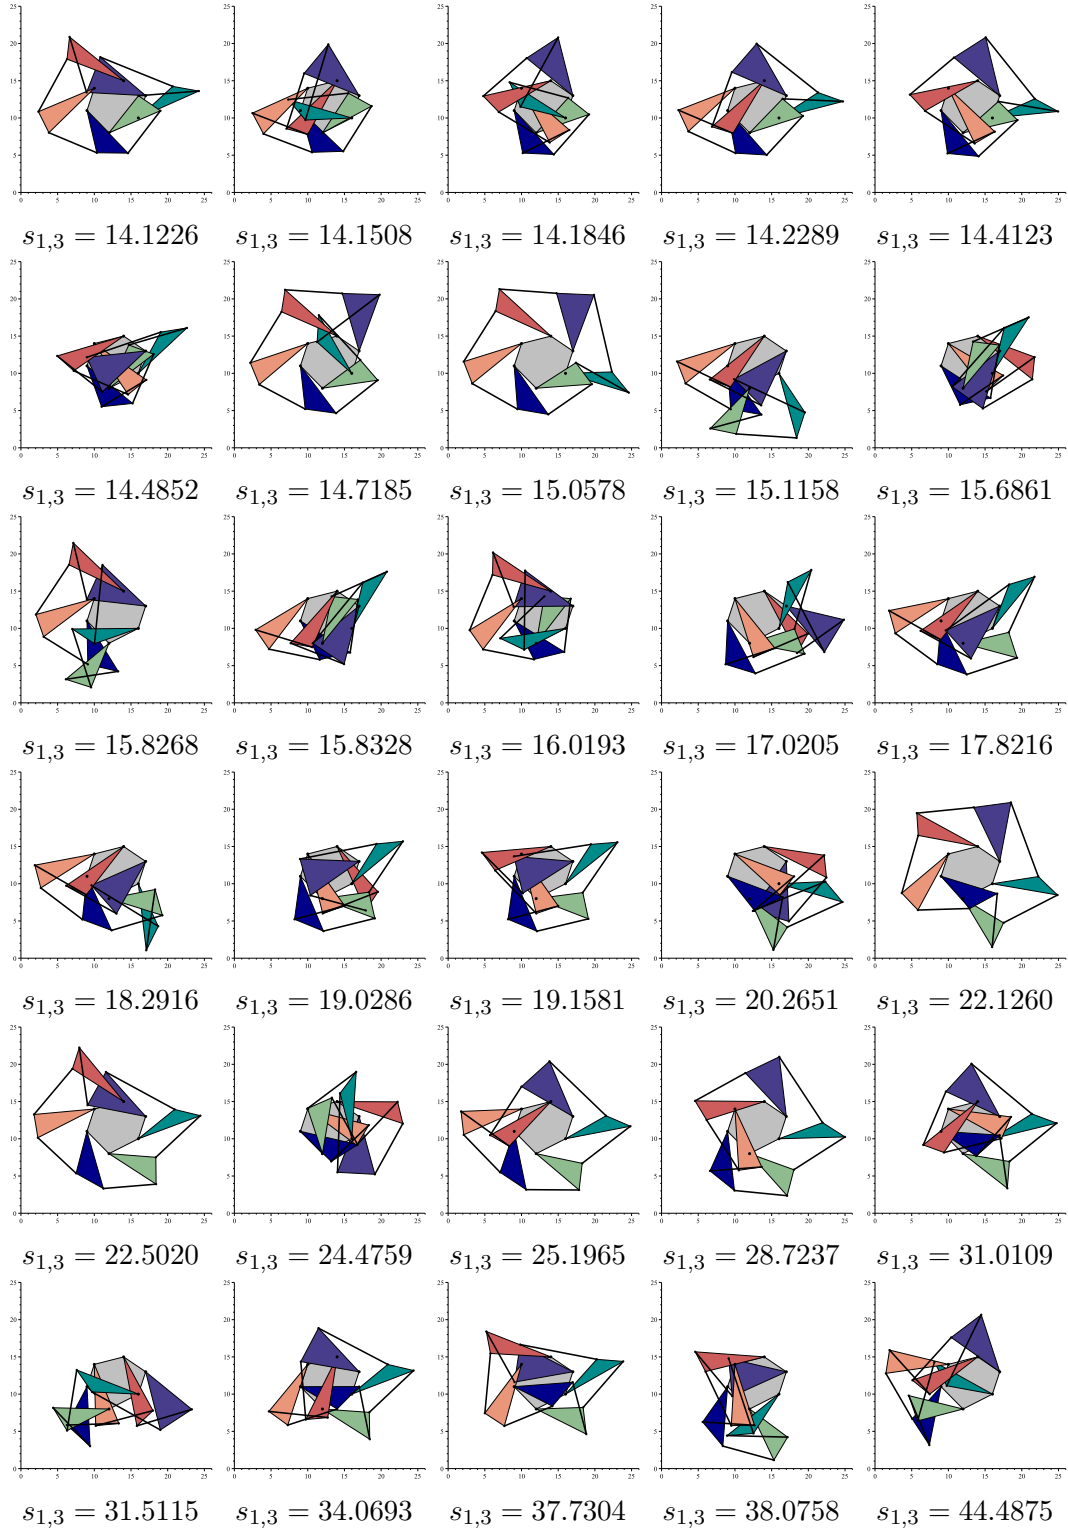 s1,3 = 14.1226 s1,3 = 14.1508 s1,3 = 14.1846 s1,3 = 14.2289 s1,3 = 14.4123
s1,3 = 14.4852 s1,3 = 14.7185 s1,3 = 15.0578 s1,3 = 15.1158 s1,3 = 15.6861
s1,3 = 15.8268 s1,3 = 15.8328 s1,3 = 16.0193 s1,3 = 17.0205 s1,3 = 17.8216
s1,3 = 18.2916 s1,3 = 19.0286 s1,3 = 19.1581 s1,3 = 20.2651 s1,3 = 22.1260
s1,3 = 22.5020 s1,3 = 24.4759 s1,3 = 25.1965 s1,3 = 28.7237 s1,3 = 31.0109
s1,3 = 31.5115 s1,3 = 34.0693 s1,3 = 37.7304 s1,3 = 38.0758 s1,3 = 44.4875